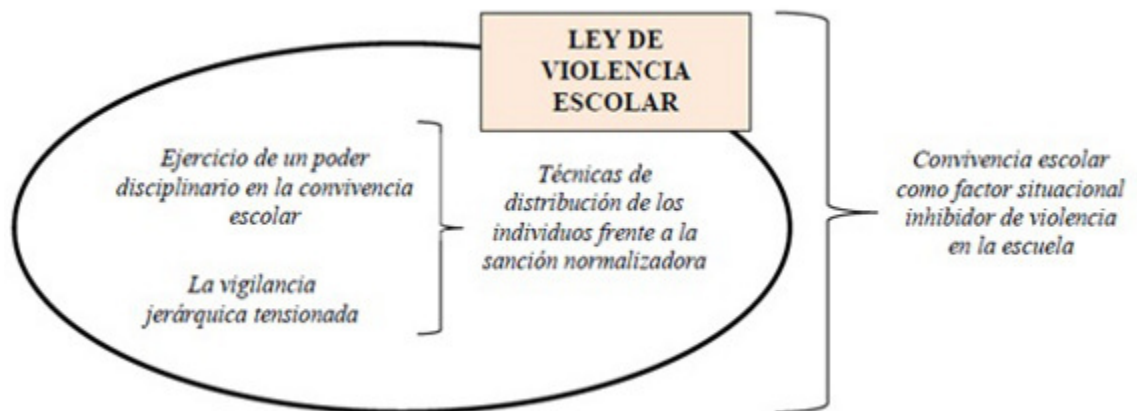 LEY DE
VIOLENCIA
ESCOLAR
Ejercicio de un poder
disciplinario en la convivencia
escolar
La vigilancia
jerárquica tensionada
Técnicas de
distribución de los
individuos frente a la
sanción normalizadora
Convivencia escolar
como factor situacional
inhibidor de violencia
en la escuela